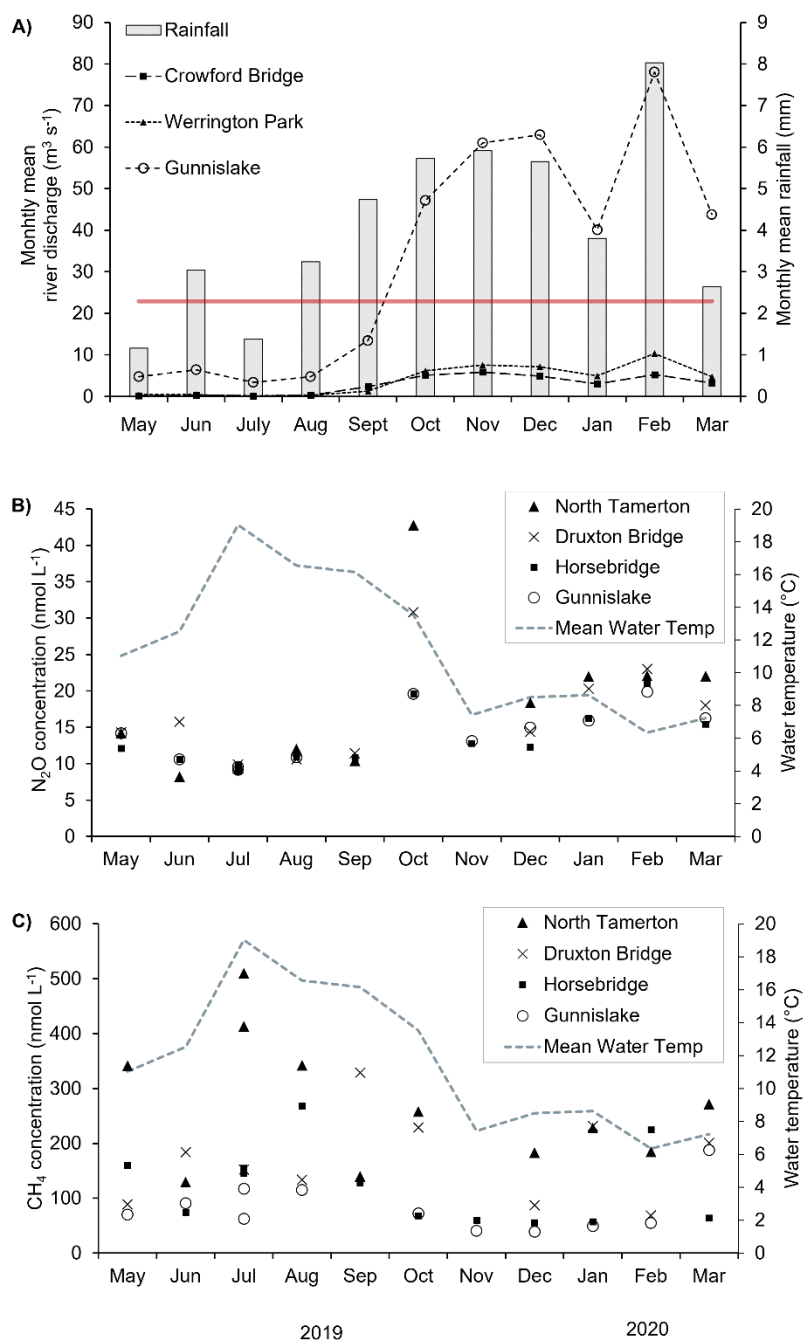 A)
Rainfall
Crowford Bridge
Werrington Park
Gunnislake
Monhtly mean
river discharge (m³ s⁻¹)
90
80
70
60
50
40
30
20
10
0
9
8
7
6
5
4
3
2
1
0
Monthly mean rainfall (mm)
May Jun July Aug Sept Oct Nov Dec Jan Feb Mar
B)
North Tamerton
Druxton Bridge
Horsebridge
Gunnislake
Mean Water Temp
N₂O concentration (nmol L⁻¹)
45
40
35
30
25
20
15
10
5
0
20
18
16
14
12
10
8
6
4
2
0
Water temperature (°C)
May Jun Jul Aug Sep Oct Nov Dec Jan Feb Mar
C)
North Tamerton
Druxton Bridge
Horsebridge
Gunnislake
Mean Water Temp
CH₄ concentration (nmol L⁻¹)
600
500
400
300
200
100
0
20
18
16
14
12
10
8
6
4
2
0
Water temperature (°C)
May Jun Jul Aug Sep Oct Nov Dec Jan Feb Mar
2019 2020